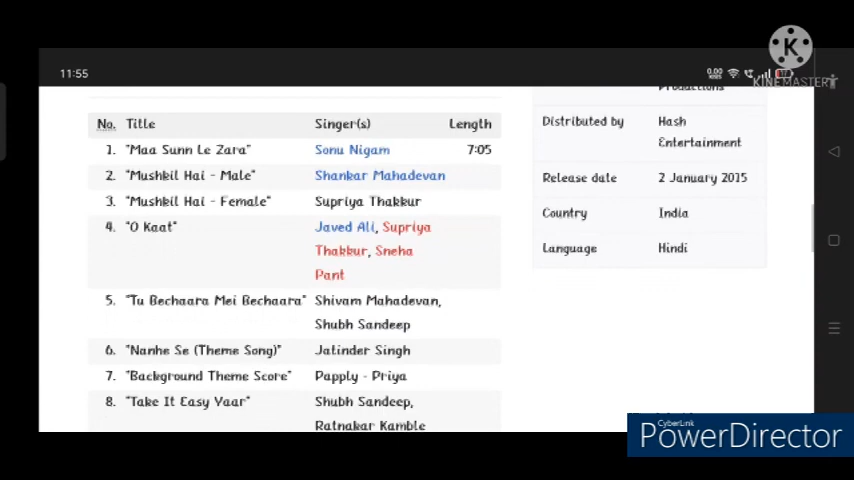 11:55
0.00 KB/S
KINEMASTER
No. Title Singer(s) Length
1. "Maa Sunn Le Zara" Sonu Nigam 7:05
2. "Mushkil Hai - Male" Shankar Mahadevan
3. "Mushkil Hai - Female" Supriya Thakkur
4. "O Kaat" Javed Ali, Supriya
Thakkur, Sneha
Pant
5. "Tu Bechaara Mei Bechaara" Shivam Mahadevan,
Shubh Sandeep
6. "Nanhe Se (Theme Song)" Jatinder Singh
7. "Background Theme Score" Papply - Priya
8. "Take It Easy Yaar" Shubh Sandeep,
Ratnakar Kamble
Productions
Distributed by Hash
Entertainment
Release date 2 January 2015
Country India
Language Hindi
CyberLink
PowerDirector